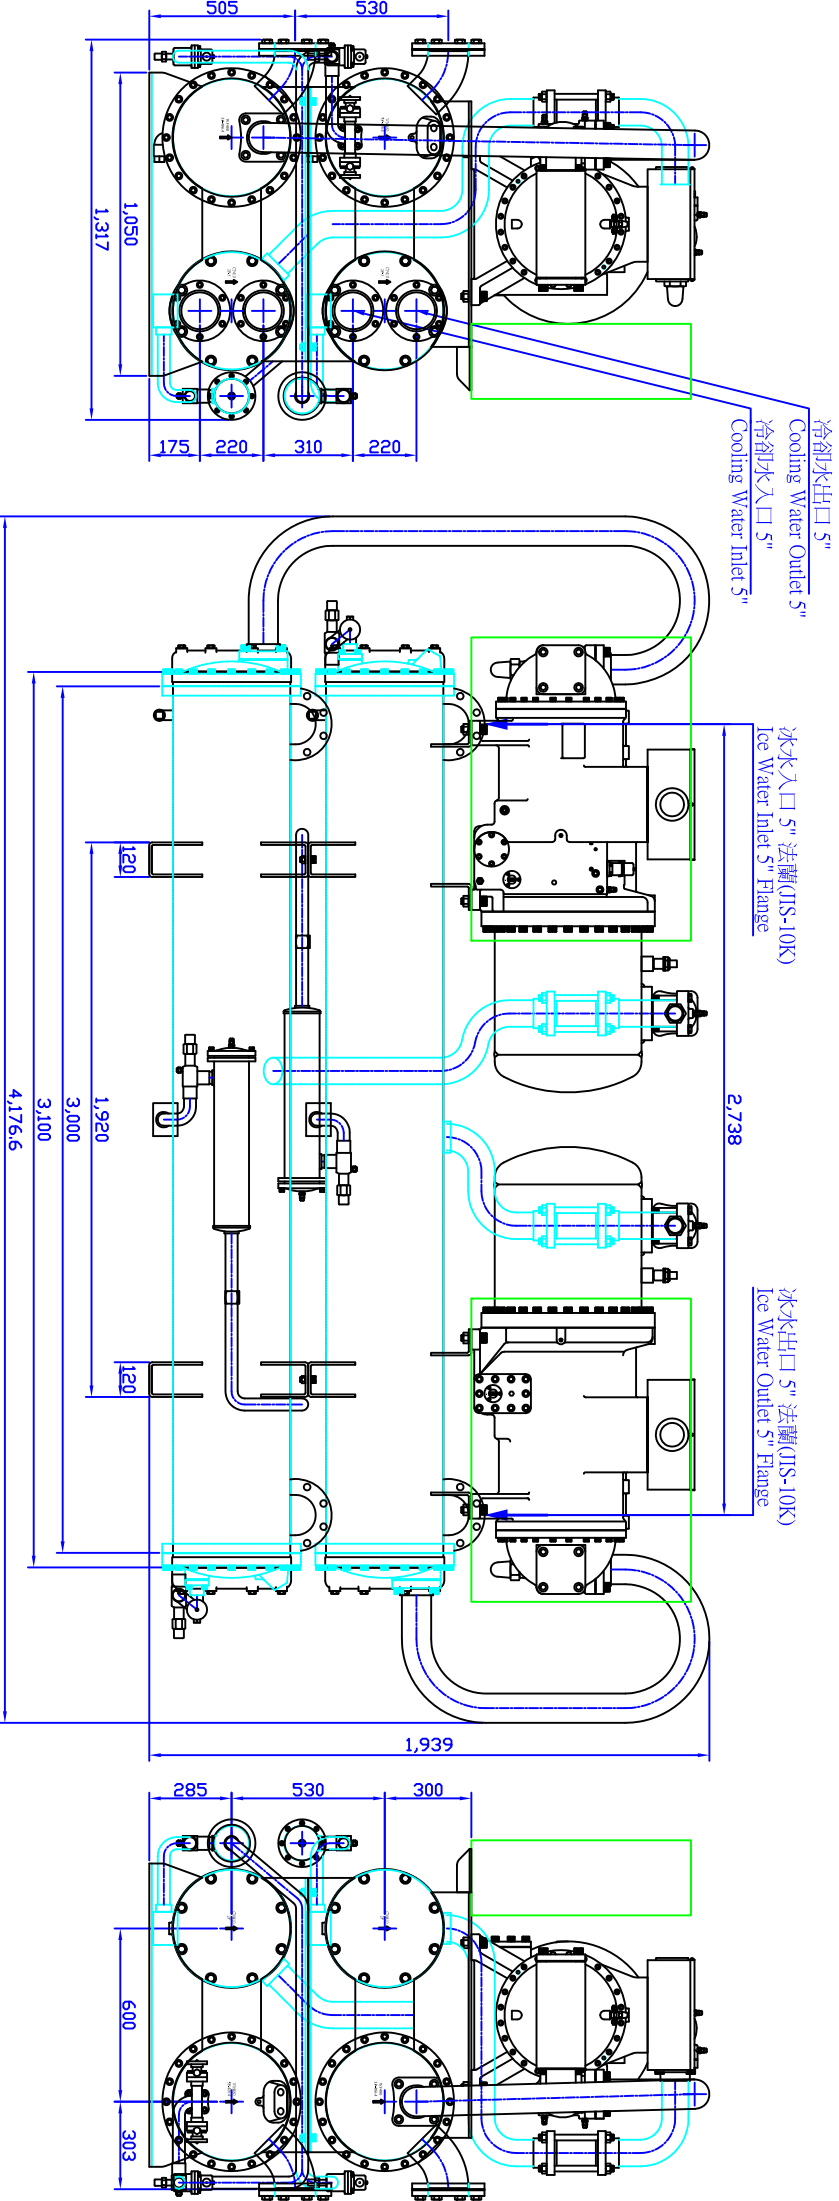 505
530
1,050
1,317
175
220
310
220
冷卻水出口 5"
Cooling Water Outlet 5"
冷卻水入口 5"
Cooling Water Inlet 5"
冰水入口 5" 法蘭(JIS-10K)
Ice Water Inlet 5" Flange
2,738
120
1,920
3,000
3,100
4,176.6
120
冰水出口 5" 法蘭(JIS-10K)
Ice Water Outlet 5" Flange
1,939
285
530
300
600
303